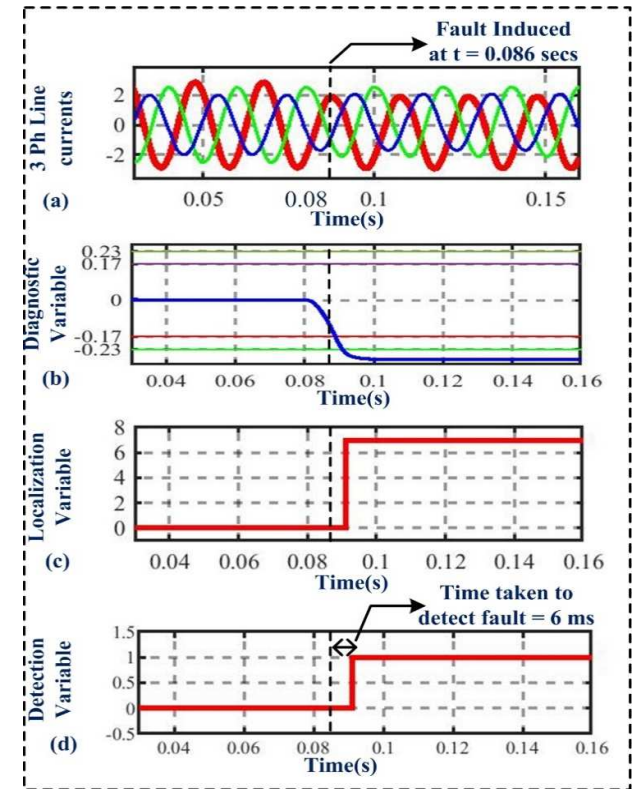 Fault Induced
at t = 0.086 secs
3 Ph Line
currents
2
0
-2
0.05
0.08
0.1
0.15
(a)
Time(s)
Diagnostic
Variable
0.23
0.17
0
-0.17
-0.23
0.04
0.06
0.08
0.1
0.12
0.14
0.16
(b)
Time(s)
Localization
Variable
8
6
4
2
0
0.04
0.06
0.08
0.1
0.12
0.14
0.16
(c)
Time(s)
Time taken to
detect fault = 6 ms
Detection
Variable
1.5
1
0.5
0
-0.5
0.04
0.06
0.08
0.1
0.12
0.14
0.16
(d)
Time(s)